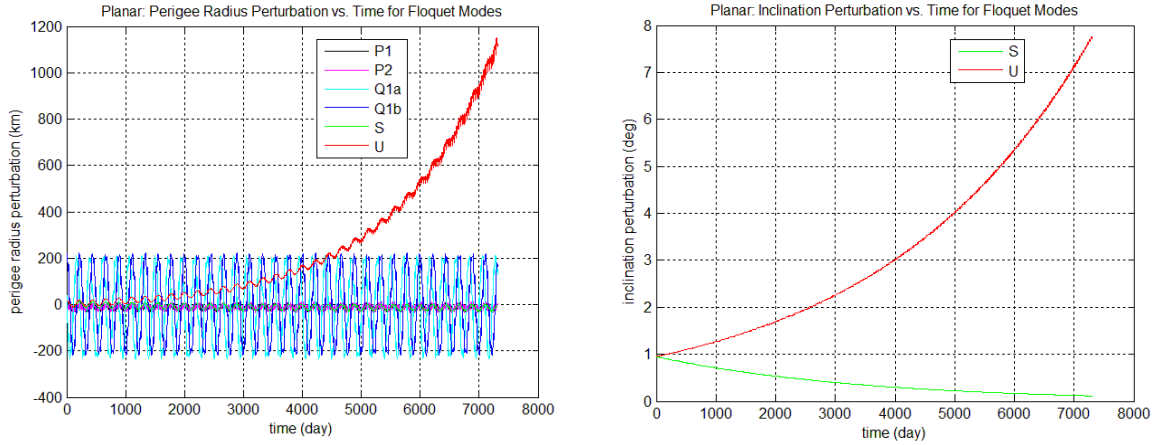 Planar: Perigee Radius Perturbation vs. Time for Floquet Modes
perigee radius perturbation (km)
1200
1000
800
600
400
200
0
-200
-400
P1
P2
Q1a
Q1b
S
U
0 1000 2000 3000 4000 5000 6000 7000 8000
time (day)
Planar: Inclination Perturbation vs. Time for Floquet Modes
inclination perturbation (deg)
8
7
6
5
4
3
2
1
0
S
U
0 1000 2000 3000 4000 5000 6000 7000 8000
time (day)